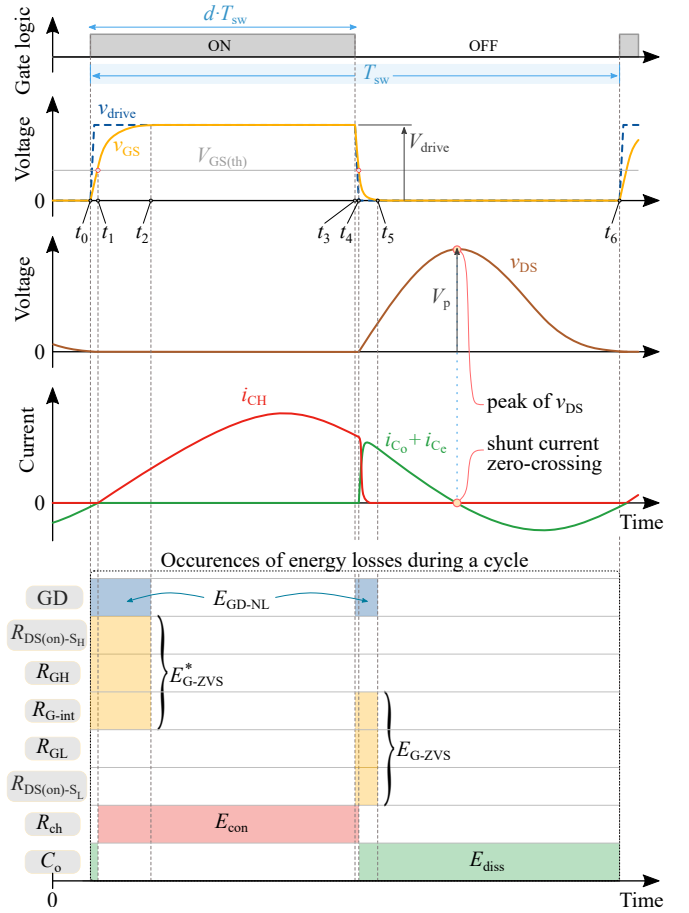 d·T_sw
Gate logic
ON
OFF
T_sw
Voltage
v_drive
v_GS
V_GS(th)
V_drive
0
t_0 t_1 t_2 t_3 t_4 t_5 t_6
Voltage
v_DS
V_p
0
peak of v_DS
Current
i_CH
i_C_o + i_C_e
shunt current
zero-crossing
0
Time
Occurences of energy losses during a cycle
GD
E_GD-NL
R_DS(on)-S_H
R_GH
E*_G-ZVS
R_G-int
R_GL
E_G-ZVS
R_DS(on)-S_L
R_ch
E_con
C_o
E_diss
0
Time